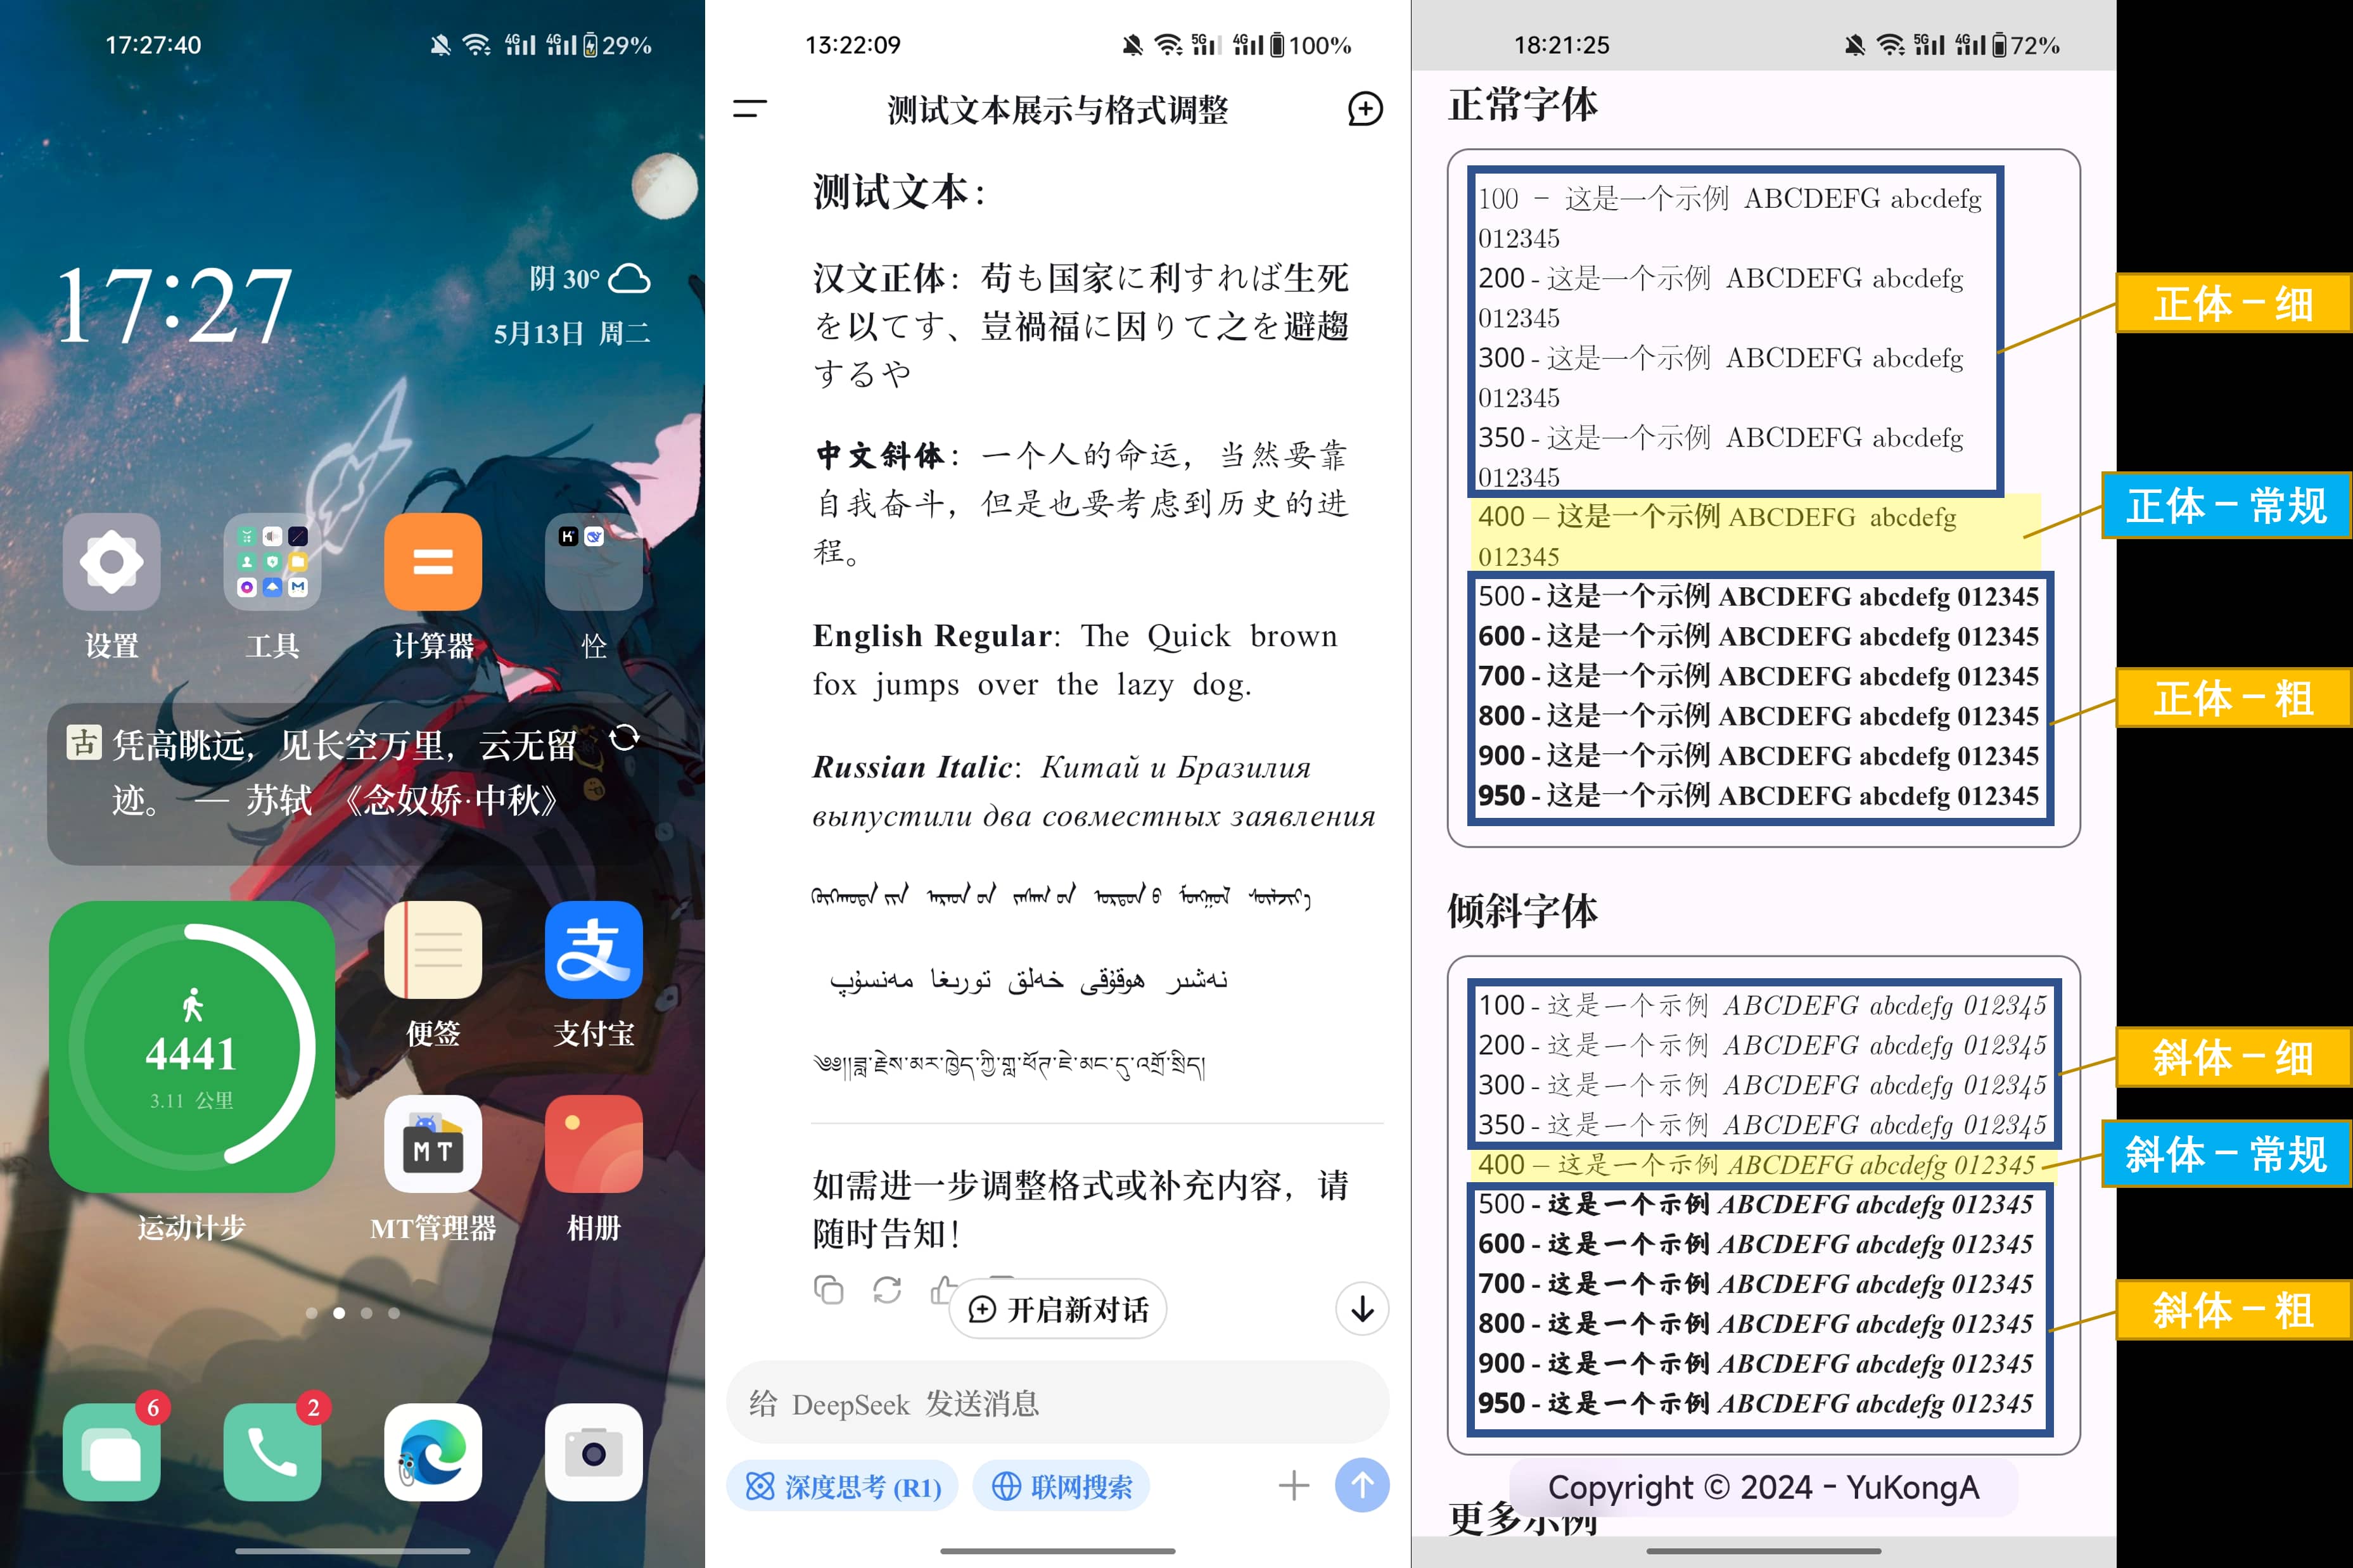 17:27:40
4G 4G 29%
17:27
阴 30°
5月13日 周二
设置
工具
计算器
恮
古 凭高眺远，见长空万里，云无留
迹。 — 苏轼 《念奴娇·中秋》
4441
3.11 公里
运动计步
便签
支付宝
MT
MT管理器
相册
6
2
13:22:09
5G 4G 100%
测试文本展示与格式调整
测试文本：
汉文正体：苟も国家に利すれば生死
を以てす、豈禍福に因りて之を避趨
するや
中文斜体：一个人的命运，当然要靠
自我奋斗，但是也要考虑到历史的进
程。
English Regular: The Quick brown
fox jumps over the lazy dog.
Russian Italic: Китай и Бразилия
выпустили два совместных заявления
نەشىر ھوقۇقى خەلق تورىغا مەنسۈپ
如需进一步调整格式或补充内容，请
随时告知！
开启新对话
给 DeepSeek 发送消息
深度思考 (R1)
联网搜索
18:21:25
5G 4G 72%
正常字体
100 - 这是一个示例 ABCDEFG abcdefg
012345
200 - 这是一个示例 ABCDEFG abcdefg
012345
300 - 这是一个示例 ABCDEFG abcdefg
012345
350 - 这是一个示例 ABCDEFG abcdefg
012345
400 – 这是一个示例 ABCDEFG abcdefg
012345
500 - 这是一个示例 ABCDEFG abcdefg 012345
600 - 这是一个示例 ABCDEFG abcdefg 012345
700 - 这是一个示例 ABCDEFG abcdefg 012345
800 - 这是一个示例 ABCDEFG abcdefg 012345
900 - 这是一个示例 ABCDEFG abcdefg 012345
950 - 这是一个示例 ABCDEFG abcdefg 012345
正体－细
正体－常规
正体－粗
倾斜字体
100 - 这是一个示例 ABCDEFG abcdefg 012345
200 - 这是一个示例 ABCDEFG abcdefg 012345
300 - 这是一个示例 ABCDEFG abcdefg 012345
350 - 这是一个示例 ABCDEFG abcdefg 012345
400 – 这是一个示例 ABCDEFG abcdefg 012345
500 - 这是一个示例 ABCDEFG abcdefg 012345
600 - 这是一个示例 ABCDEFG abcdefg 012345
700 - 这是一个示例 ABCDEFG abcdefg 012345
800 - 这是一个示例 ABCDEFG abcdefg 012345
900 - 这是一个示例 ABCDEFG abcdefg 012345
950 - 这是一个示例 ABCDEFG abcdefg 012345
斜体－细
斜体－常规
斜体－粗
Copyright © 2024 - YuKongA
更多示例